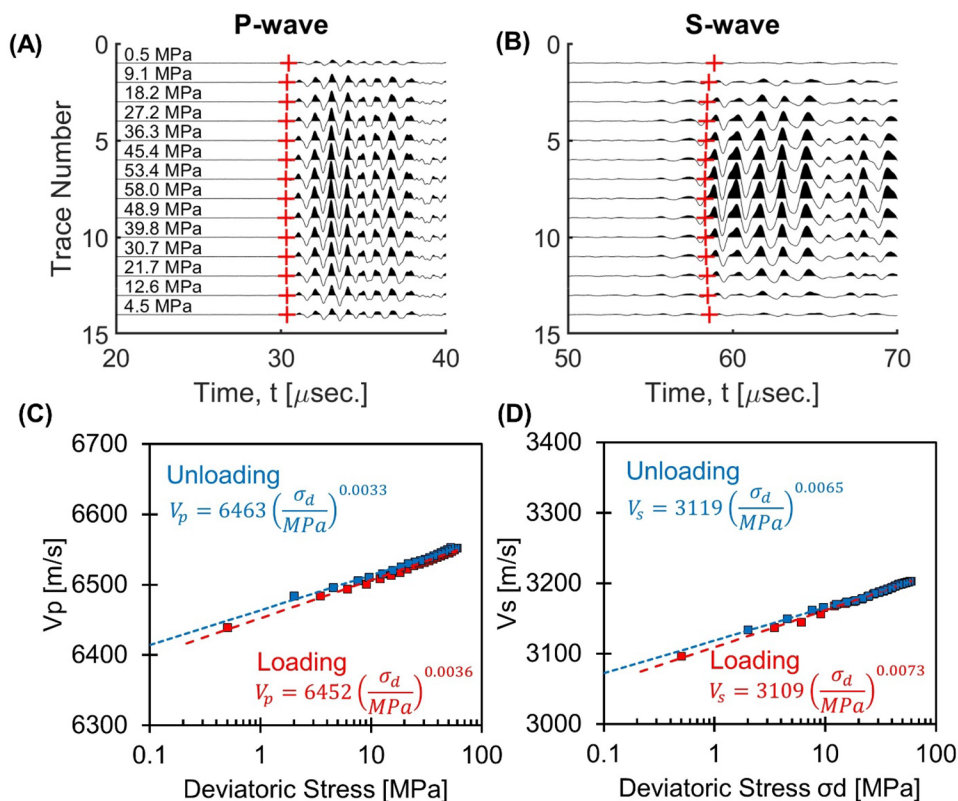 (A)
P-wave
0
5
10
15
Trace Number
0.5 MPa
9.1 MPa
18.2 MPa
27.2 MPa
36.3 MPa
45.4 MPa
53.4 MPa
58.0 MPa
48.9 MPa
39.8 MPa
30.7 MPa
21.7 MPa
12.6 MPa
4.5 MPa
20 30 40
Time, t [μsec.]
(B)
S-wave
0
5
10
15
50 60 70
Time, t [μsec.]
(C)
6700
6600
6500
6400
6300
Vp [m/s]
Unloading
V_p = 6463 (σ_d/MPa)^0.0033
Loading
V_p = 6452 (σ_d/MPa)^0.0036
0.1 1 10 100
Deviatoric Stress [MPa]
(D)
3400
3300
3200
3100
3000
Vs [m/s]
Unloading
V_s = 3119 (σ_d/MPa)^0.0065
Loading
V_s = 3109 (σ_d/MPa)^0.0073
0.1 1 10 100
Deviatoric Stress σd [MPa]